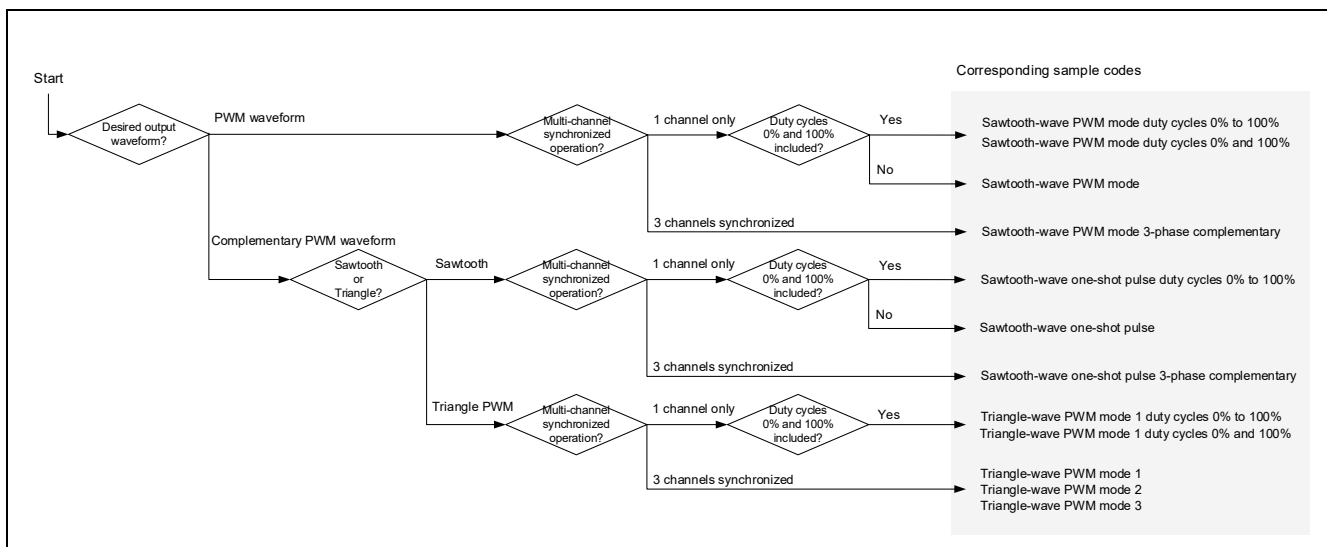 Corresponding sample codes
Start
Desired output
waveform?
PWM waveform
Multi-channel
synchronized
operation?
1 channel only
Duty cycles
0% and 100%
included?
Yes
Sawtooth-wave PWM mode duty cycles 0% to 100%
Sawtooth-wave PWM mode duty cycles 0% and 100%
No
Sawtooth-wave PWM mode
3 channels synchronized
Sawtooth-wave PWM mode 3-phase complementary
Complementary PWM waveform
Sawtooth
or
Triangle?
Sawtooth
Multi-channel
synchronized
operation?
1 channel only
Duty cycles
0% and 100%
included?
Yes
Sawtooth-wave one-shot pulse duty cycles 0% to 100%
No
Sawtooth-wave one-shot pulse
3 channels synchronized
Sawtooth-wave one-shot pulse 3-phase complementary
Triangle PWM
Multi-channel
synchronized
operation?
1 channel only
Duty cycles
0% and 100%
included?
Yes
Triangle-wave PWM mode 1 duty cycles 0% to 100%
Triangle-wave PWM mode 1 duty cycles 0% and 100%
3 channels synchronized
Triangle-wave PWM mode 1
Triangle-wave PWM mode 2
Triangle-wave PWM mode 3